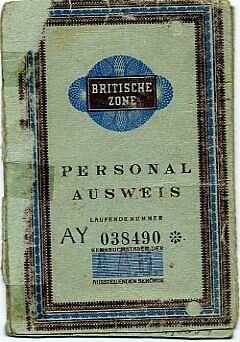 BRITISCHE
ZONE
PERSONAL
AUSWEIS
LAUFENDE NUMMER
AY 038490 *
KENNBUCHSTABEN DER
AUSSTELLENDEN BEHÖRDE